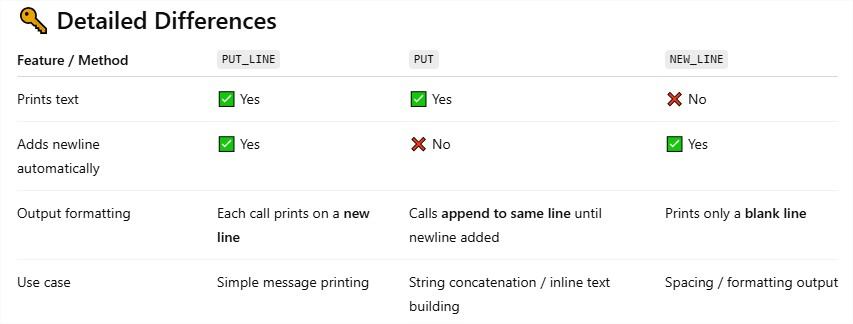 🔑 Detailed Differences
Feature / Method PUT_LINE PUT NEW_LINE
Prints text ✅ Yes ✅ Yes ❌ No
Adds newline automatically ✅ Yes ❌ No ✅ Yes
Output formatting Each call prints on a new line Calls append to same line until newline added Prints only a blank line
Use case Simple message printing String concatenation / inline text building Spacing / formatting output